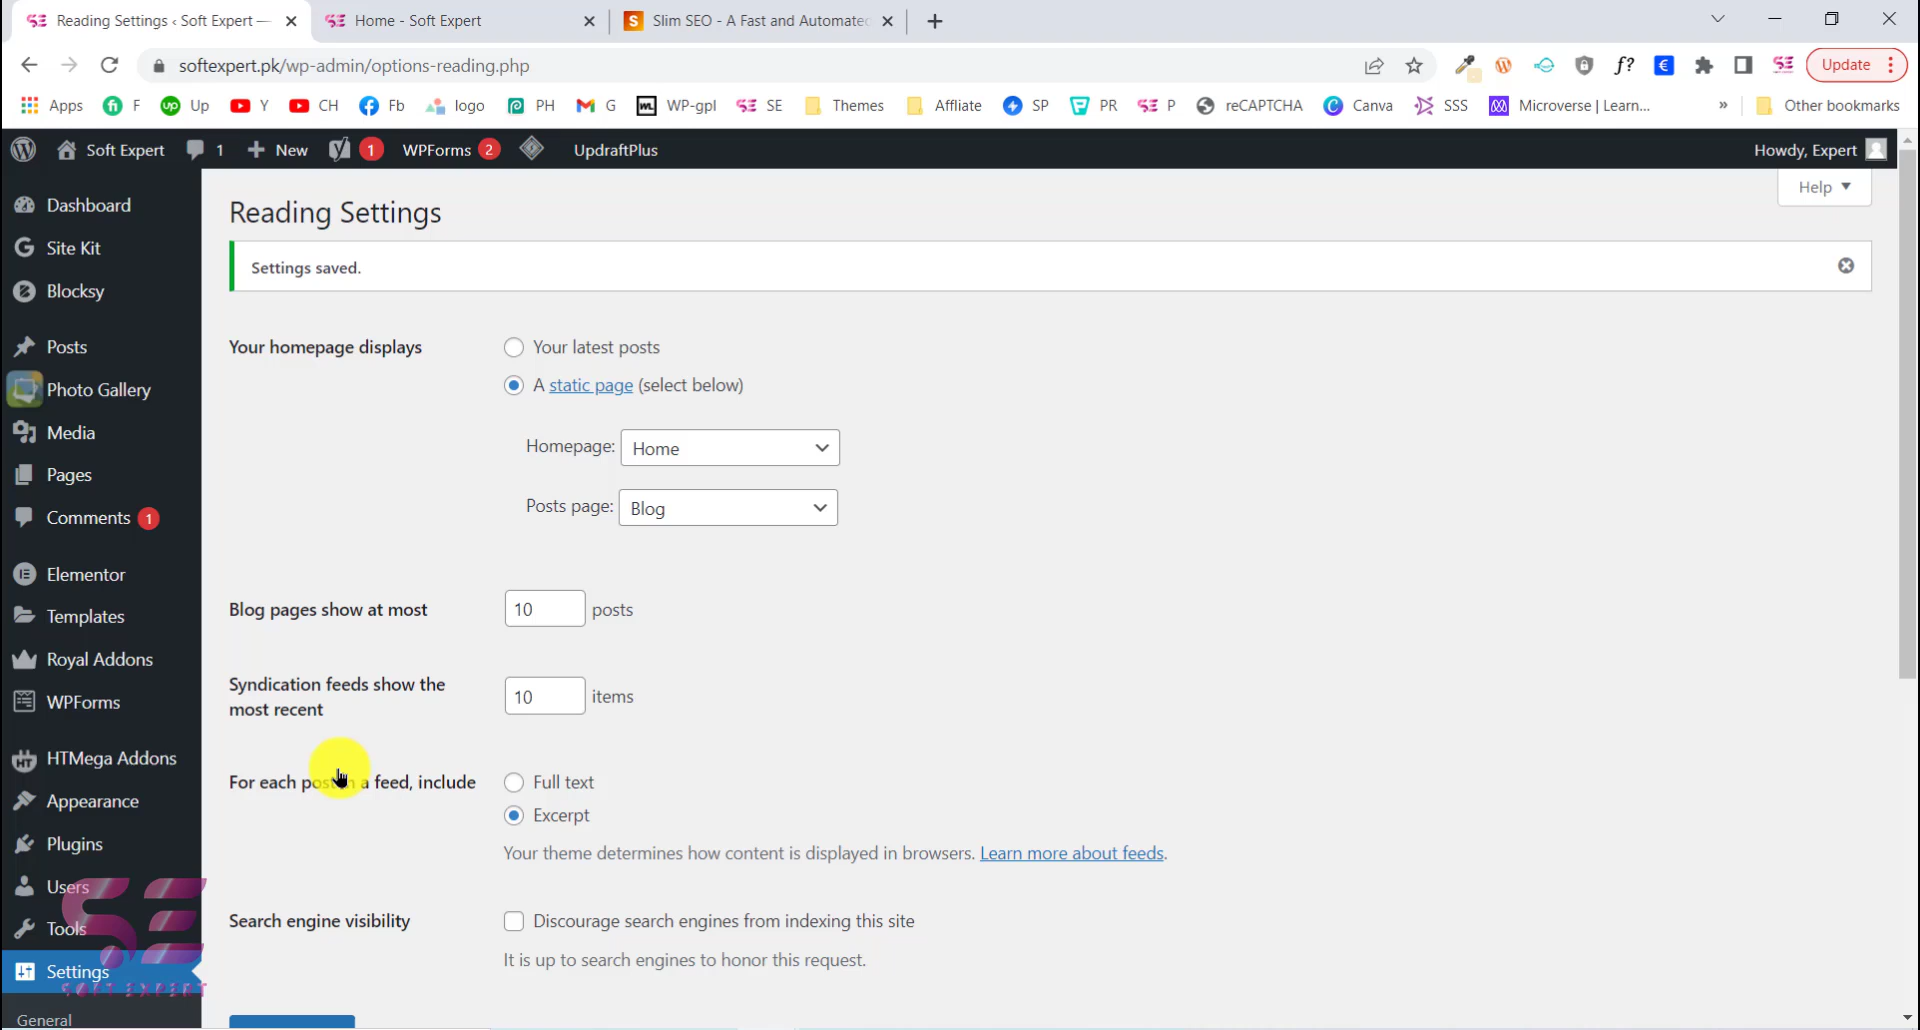 Reading Settings ‹ Soft Expert —
Home - Soft Expert
Slim SEO - A Fast and Automated
softexpert.pk/wp-admin/options-reading.php
Update
Apps F Up Y CH Fb logo PH G WP-gpl SE Themes Affliate SP PR P reCAPTCHA Canva SSS Microverse | Learn... » Other bookmarks
Soft Expert 1 New 1 WPForms 2 UpdraftPlus Howdy, Expert
Help
Dashboard
Site Kit
Blocksy
Posts
Photo Gallery
Media
Pages
Comments 1
Elementor
Templates
Royal Addons
WPForms
HTMega Addons
Appearance
Plugins
Users
Tools
Settings
General
SE
SOFT EXPERT
Reading Settings
Settings saved.
Your homepage displays
Your latest posts
A static page (select below)
Homepage: Home
Posts page: Blog
Blog pages show at most 10 posts
Syndication feeds show the
most recent
10 items
For each post in a feed, include
Full text
Excerpt
Your theme determines how content is displayed in browsers. Learn more about feeds.
Search engine visibility
Discourage search engines from indexing this site
It is up to search engines to honor this request.